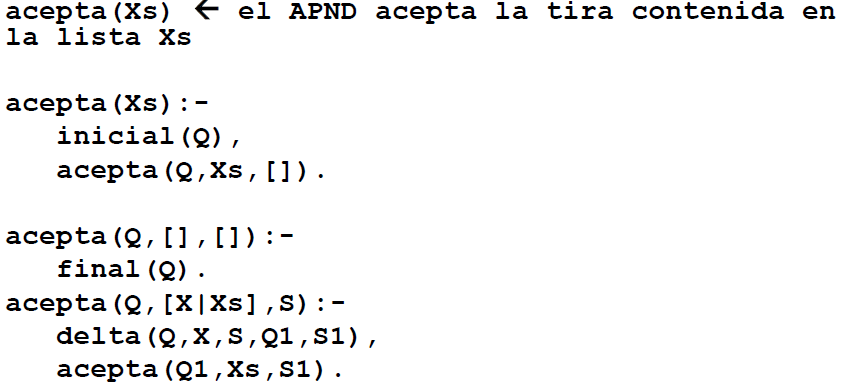 acepta(Xs) ← el APND acepta la tira contenida en
la lista Xs
acepta(Xs):-
inicial(Q),
acepta(Q,Xs,[]).
acepta(Q,[],[]):-
final(Q).
acepta(Q,[X|Xs],S):-
delta(Q,X,S,Q1,S1),
acepta(Q1,Xs,S1).